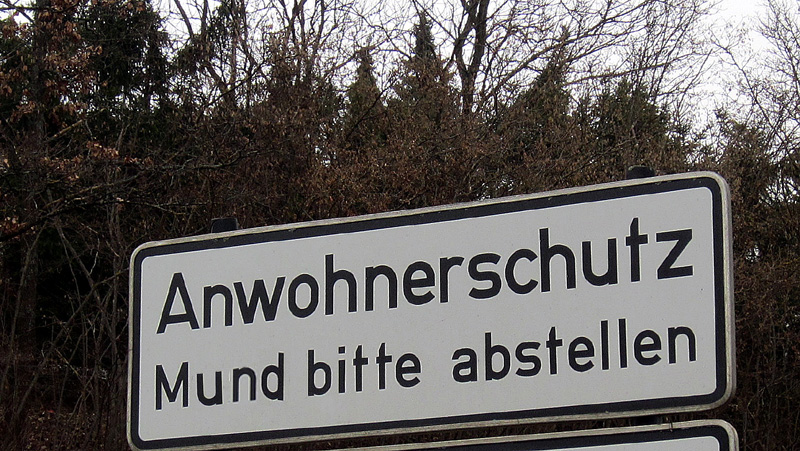 Anwohnerschutz
Mund bitte abstellen